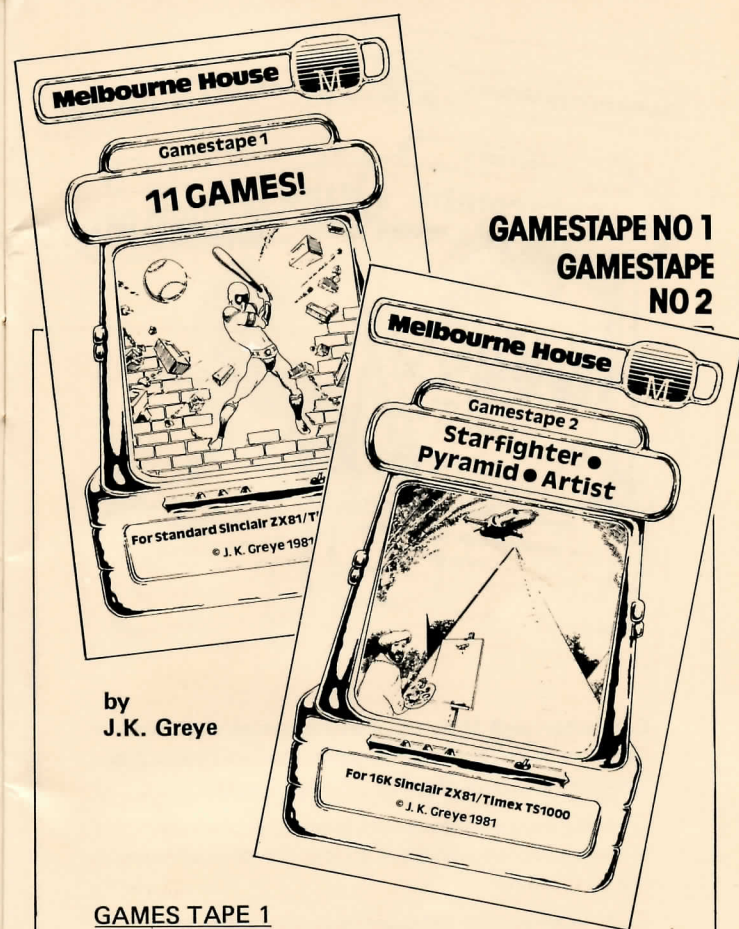 Melbourne House
M
Gamestape 1
11 GAMES!
For Standard Sinclair ZX81/Ti
© J. K. Greye 1981
GAMESTAPE NO 1
GAMESTAPE
NO 2
Melbourne House
M
Gamestape 2
Starfighter ●
Pyramid ● Artist
For 16K Sinclair ZX81/Timex TS1000
© J. K. Greye 1981
by
J.K. Greye
GAMES TAPE 1